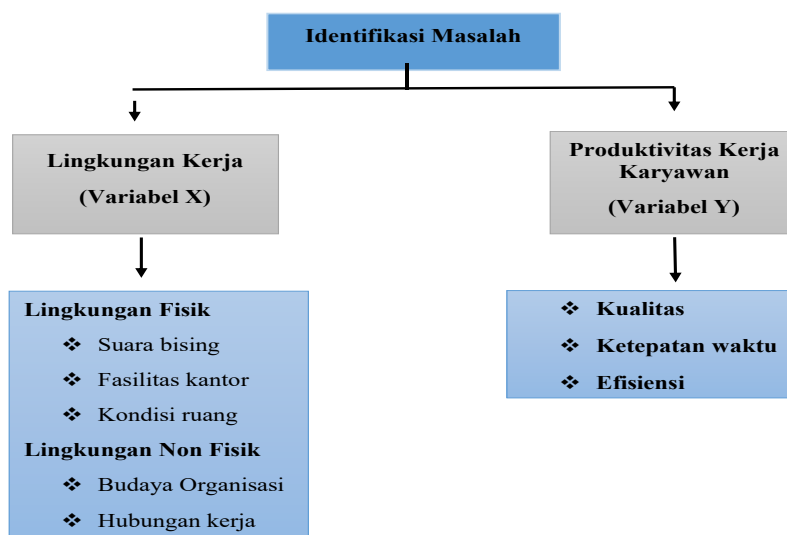 Identifikasi Masalah
Lingkungan Kerja
(Variabel X)
Produktivitas Kerja
Karyawan
(Variabel Y)
Lingkungan Fisik
❖ Suara bising
❖ Fasilitas kantor
❖ Kondisi ruang
Lingkungan Non Fisik
❖ Budaya Organisasi
❖ Hubungan kerja
❖ Kualitas
❖ Ketepatan waktu
❖ Efisiensi